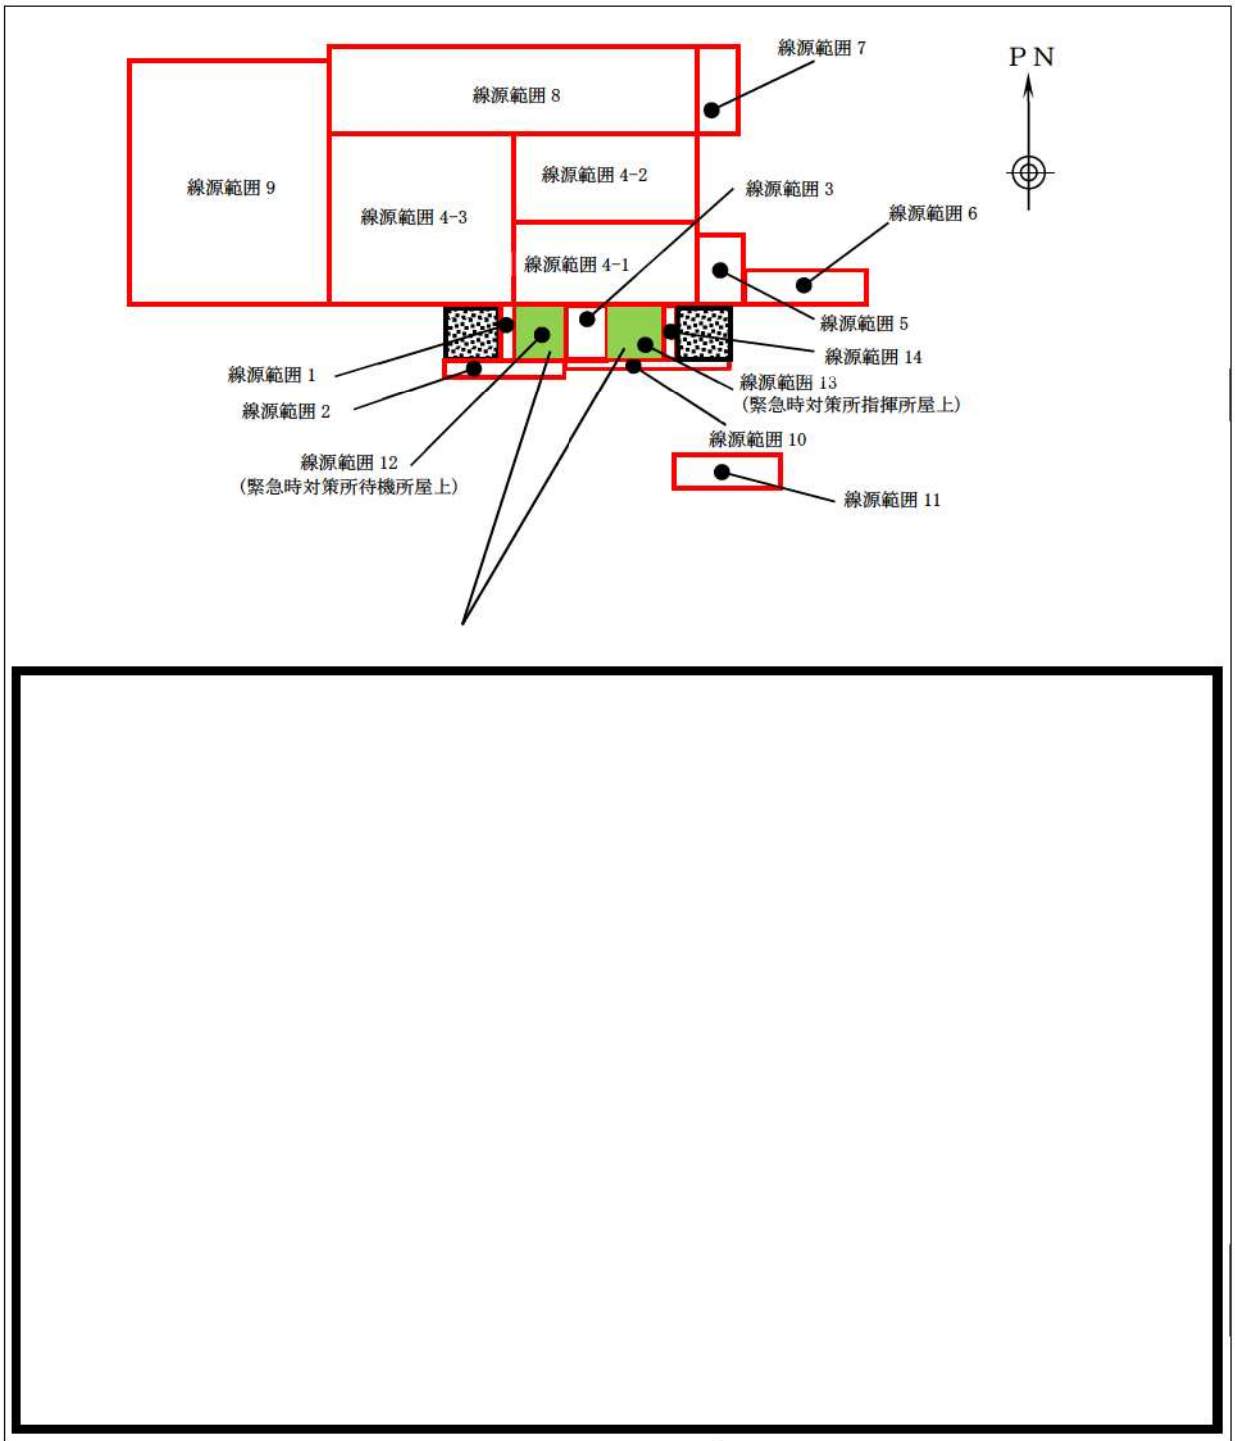 線源範囲 7
P N
線源範囲 8
線源範囲 4-2
線源範囲 3
線源範囲 9
線源範囲 6
線源範囲 4-3
線源範囲 4-1
線源範囲 5
線源範囲 14
線源範囲 1
線源範囲 13
(緊急時対策所指揮所屋上)
線源範囲 2
線源範囲 10
線源範囲 12
(緊急時対策所待機所屋上)
線源範囲 11